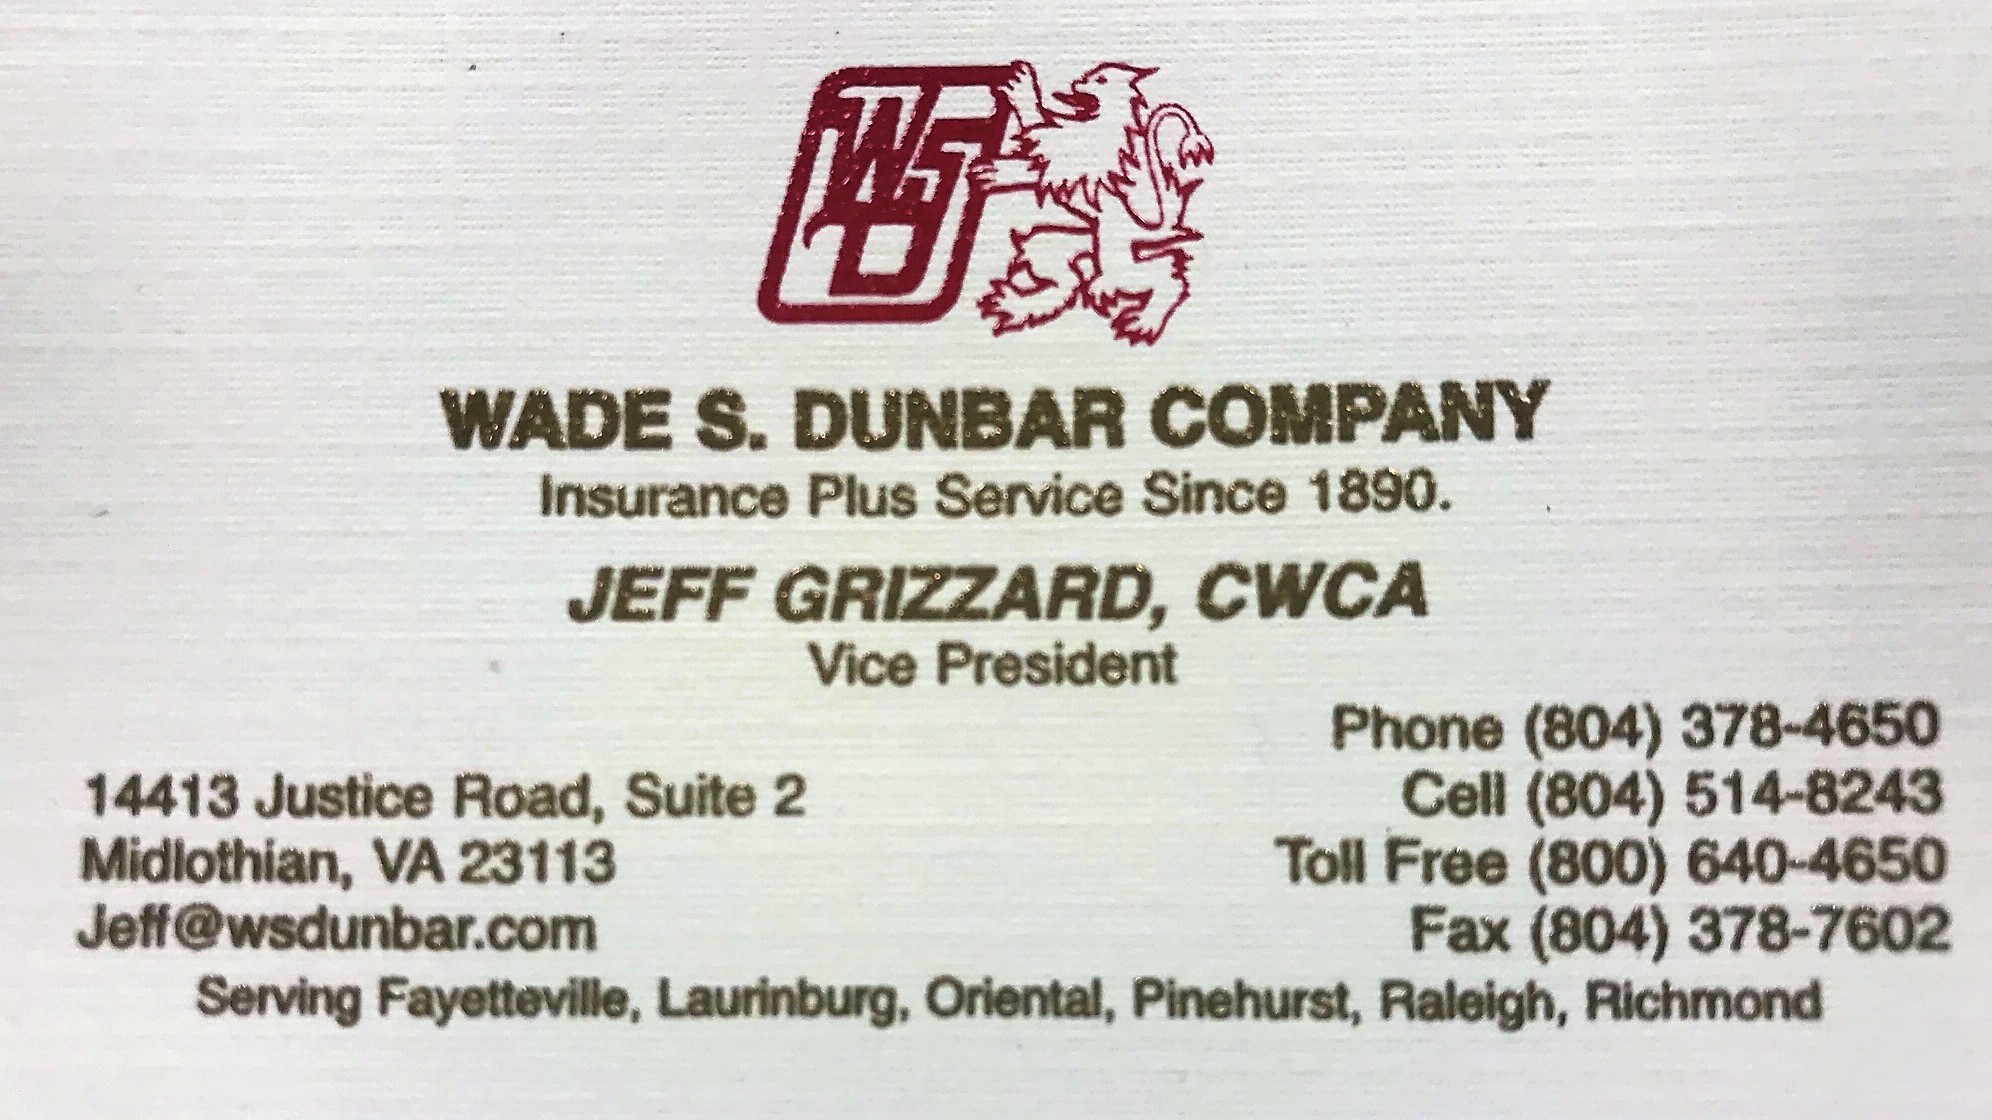 WSD
WADE S. DUNBAR COMPANY
Insurance Plus Service Since 1890.
JEFF GRIZZARD, CWCA
Vice President
Phone (804) 378-4650
14413 Justice Road, Suite 2
Cell (804) 514-8243
Midlothian, VA 23113
Toll Free (800) 640-4650
Jeff@wsdunbar.com
Fax (804) 378-7602
Serving Fayetteville, Laurinburg, Oriental, Pinehurst, Raleigh, Richmond